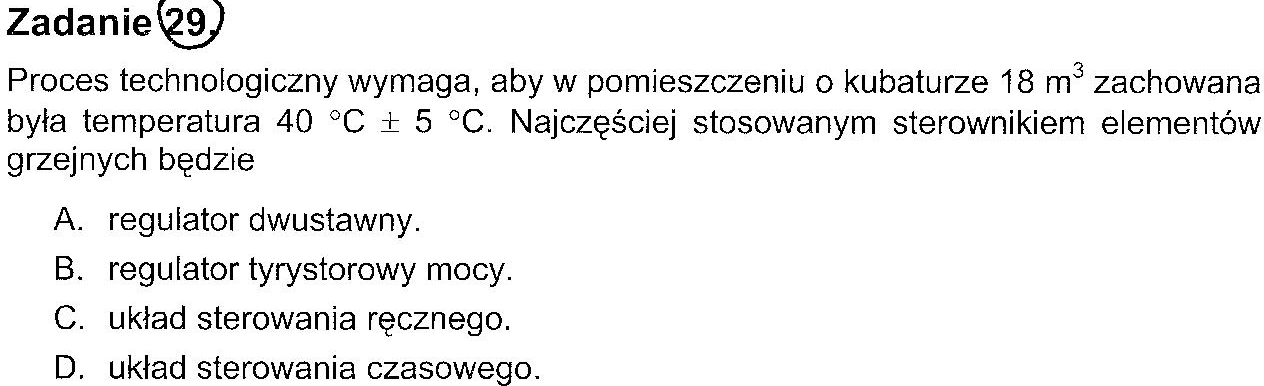 Zadanie 29.
Proces technologiczny wymaga, aby w pomieszczeniu o kubaturze 18 m³ zachowana
była temperatura 40 °C ± 5 °C. Najczęściej stosowanym sterownikiem elementów
grzejnych będzie
A. regulator dwustawny.
B. regulator tyrystorowy mocy.
C. układ sterowania ręcznego.
D. układ sterowania czasowego.